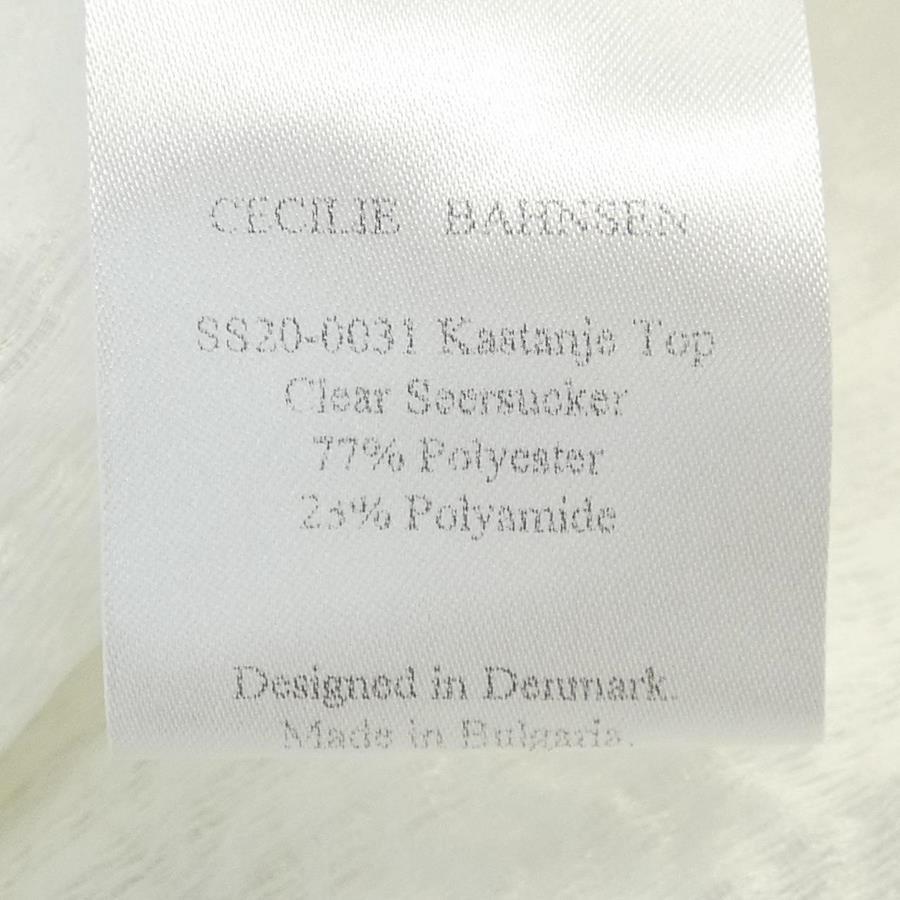 CECILIE BAHNSEN
SS20-0031 Kastanje Top
Clear Seersucker
77% Polyester
23% Polyamide
Designed in Denmark.
Made in Bulgaria.